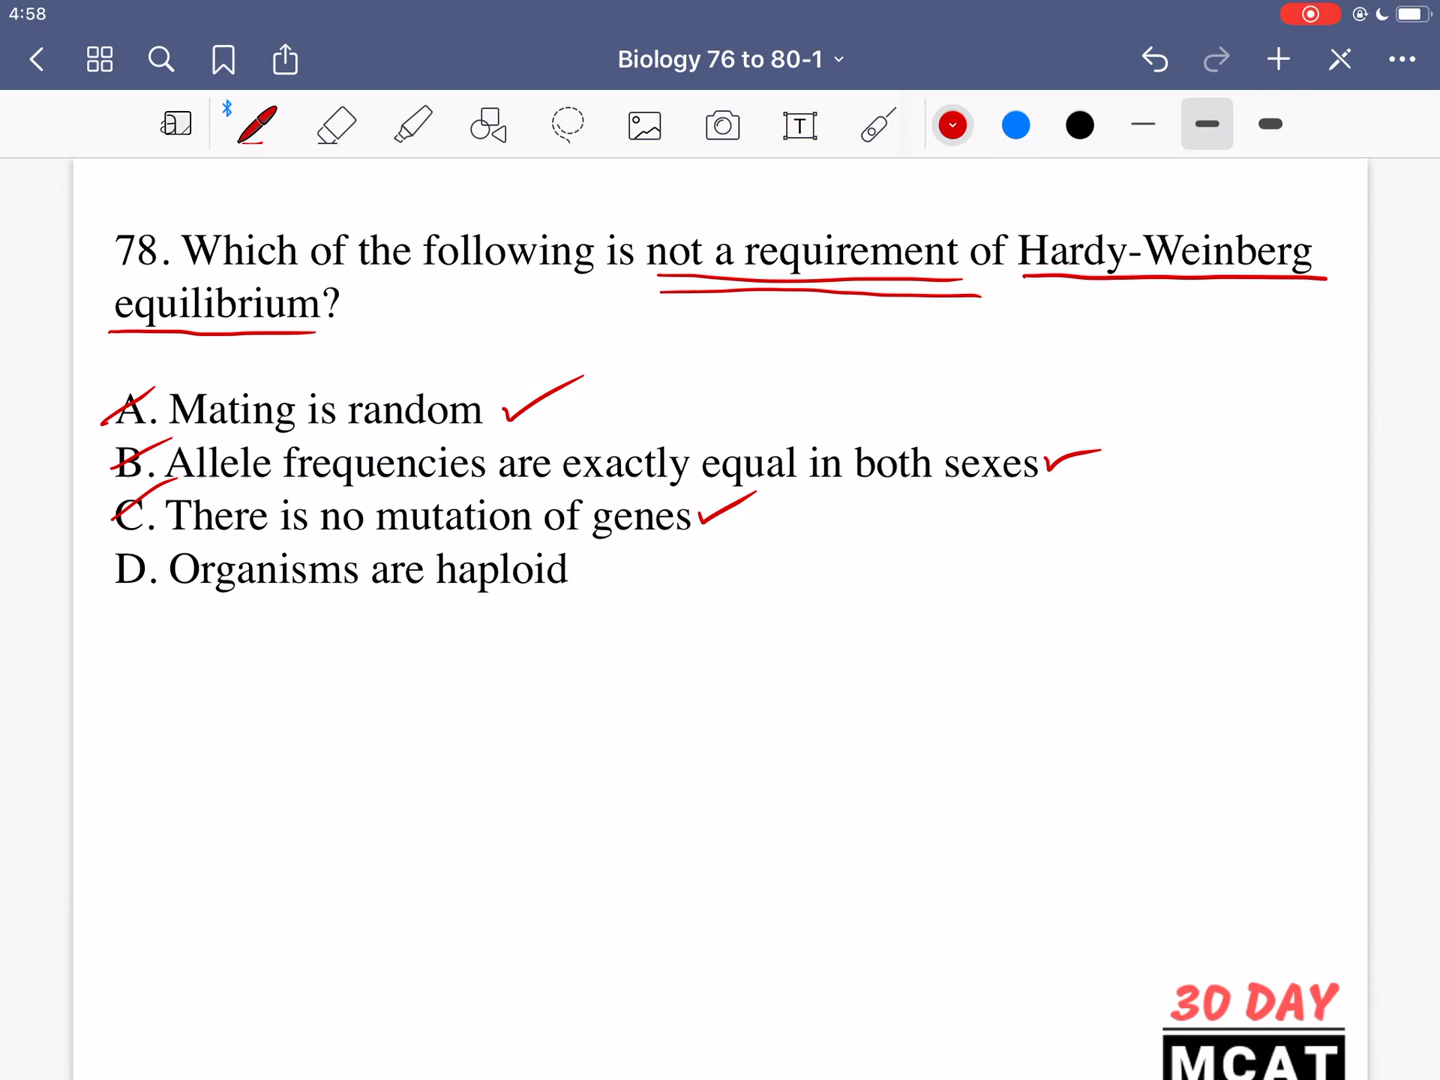 4:58
Biology 76 to 80-1
T
78. Which of the following is not a requirement of Hardy-Weinberg
equilibrium?
A. Mating is random
B. Allele frequencies are exactly equal in both sexes
C. There is no mutation of genes
D. Organisms are haploid
30 DAY
MCAT